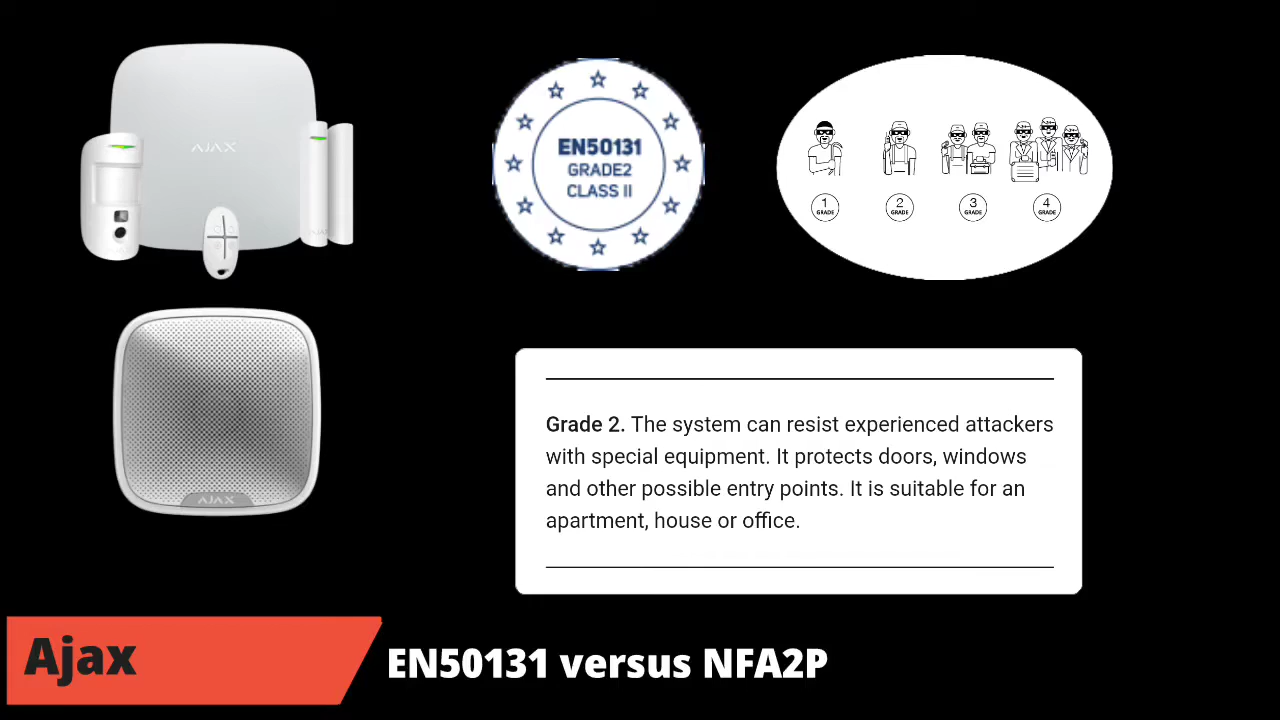 AJAX
EN50131
GRADE2
CLASS II
1
GRADE
2
GRADE
3
GRADE
4
GRADE
AJAX
Grade 2. The system can resist experienced attackers
with special equipment. It protects doors, windows
and other possible entry points. It is suitable for an
apartment, house or office.
Ajax
EN50131 versus NFA2P